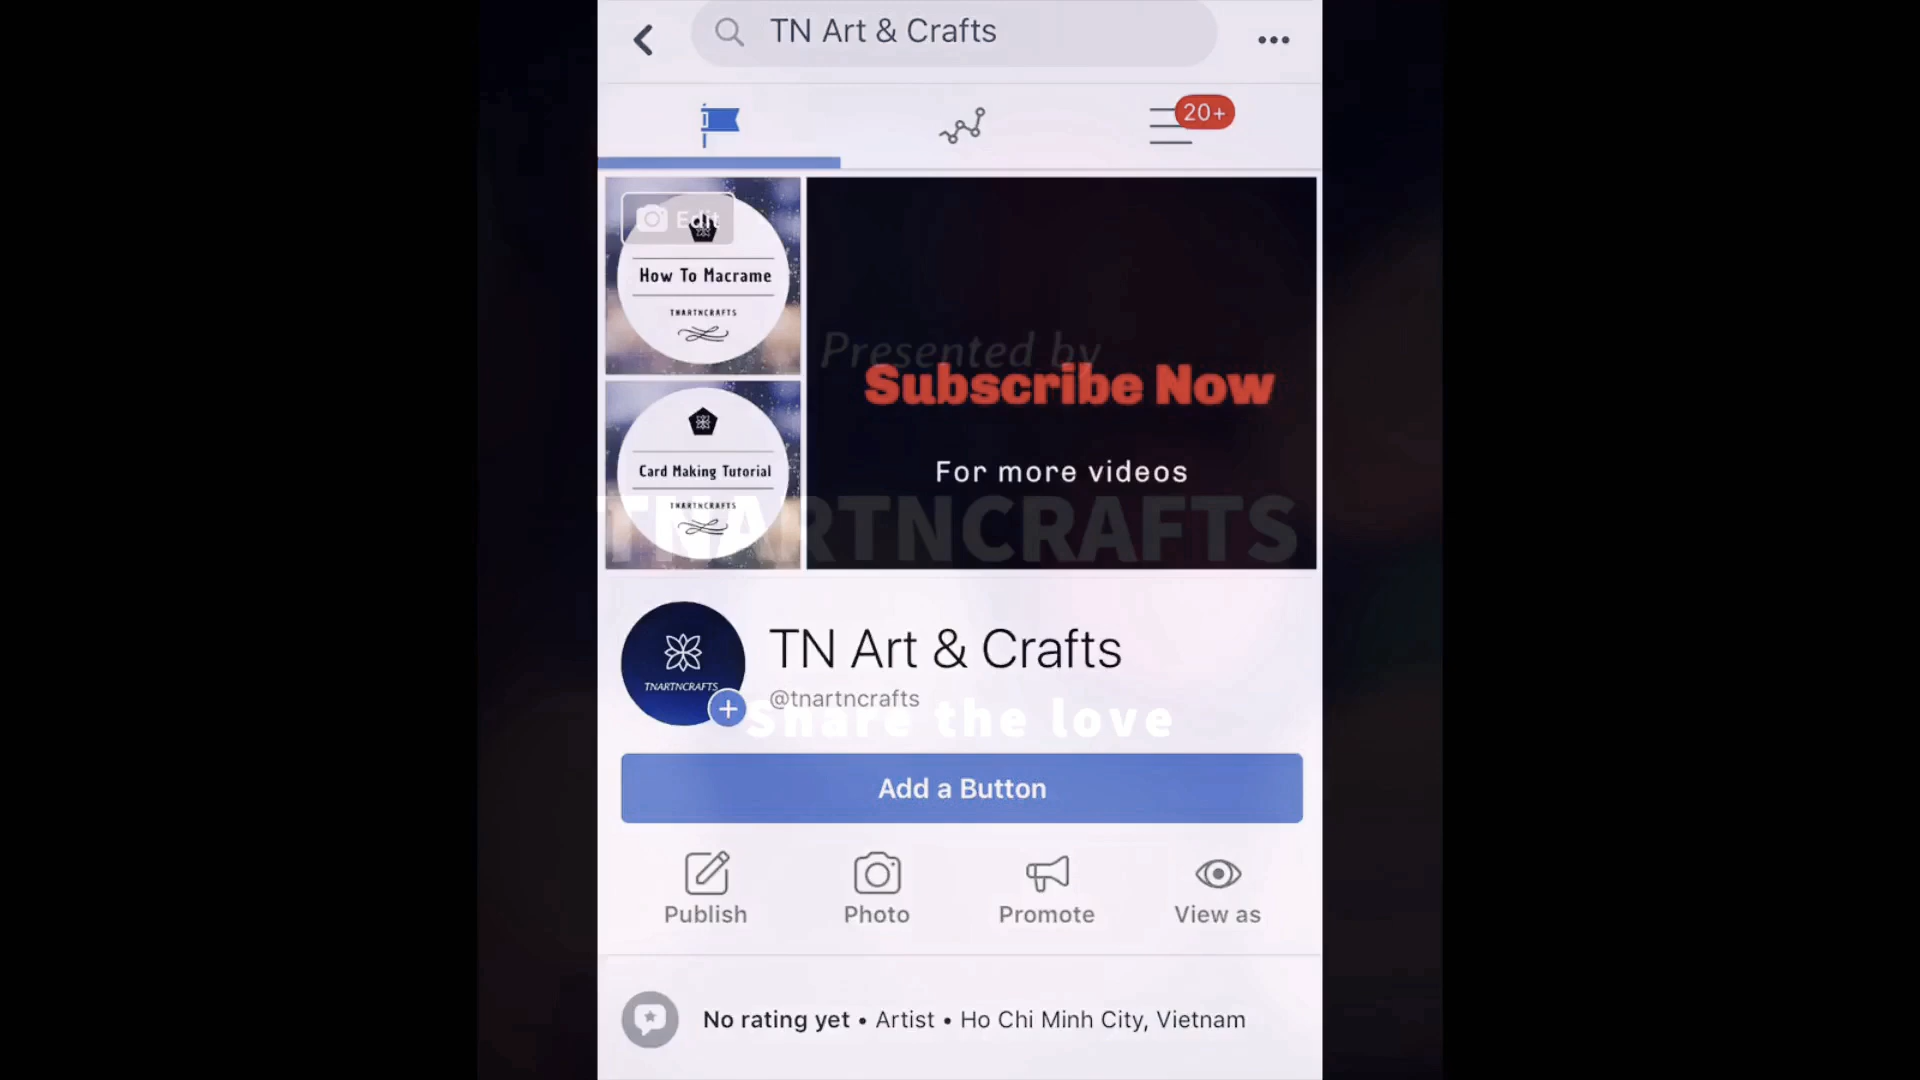 TN Art & Crafts
20+
Edit
How To Macrame
TNARTNCRAFTS
Presented by
Subscribe Now
For more videos
Card Making Tutorial
TNARTNCRAFTS
TNARTNCRAFTS
TN Art & Crafts
TNARTNCRAFTS
@tnartncrafts
Share the love
Add a Button
Publish
Photo
Promote
View as
No rating yet • Artist • Ho Chi Minh City, Vietnam